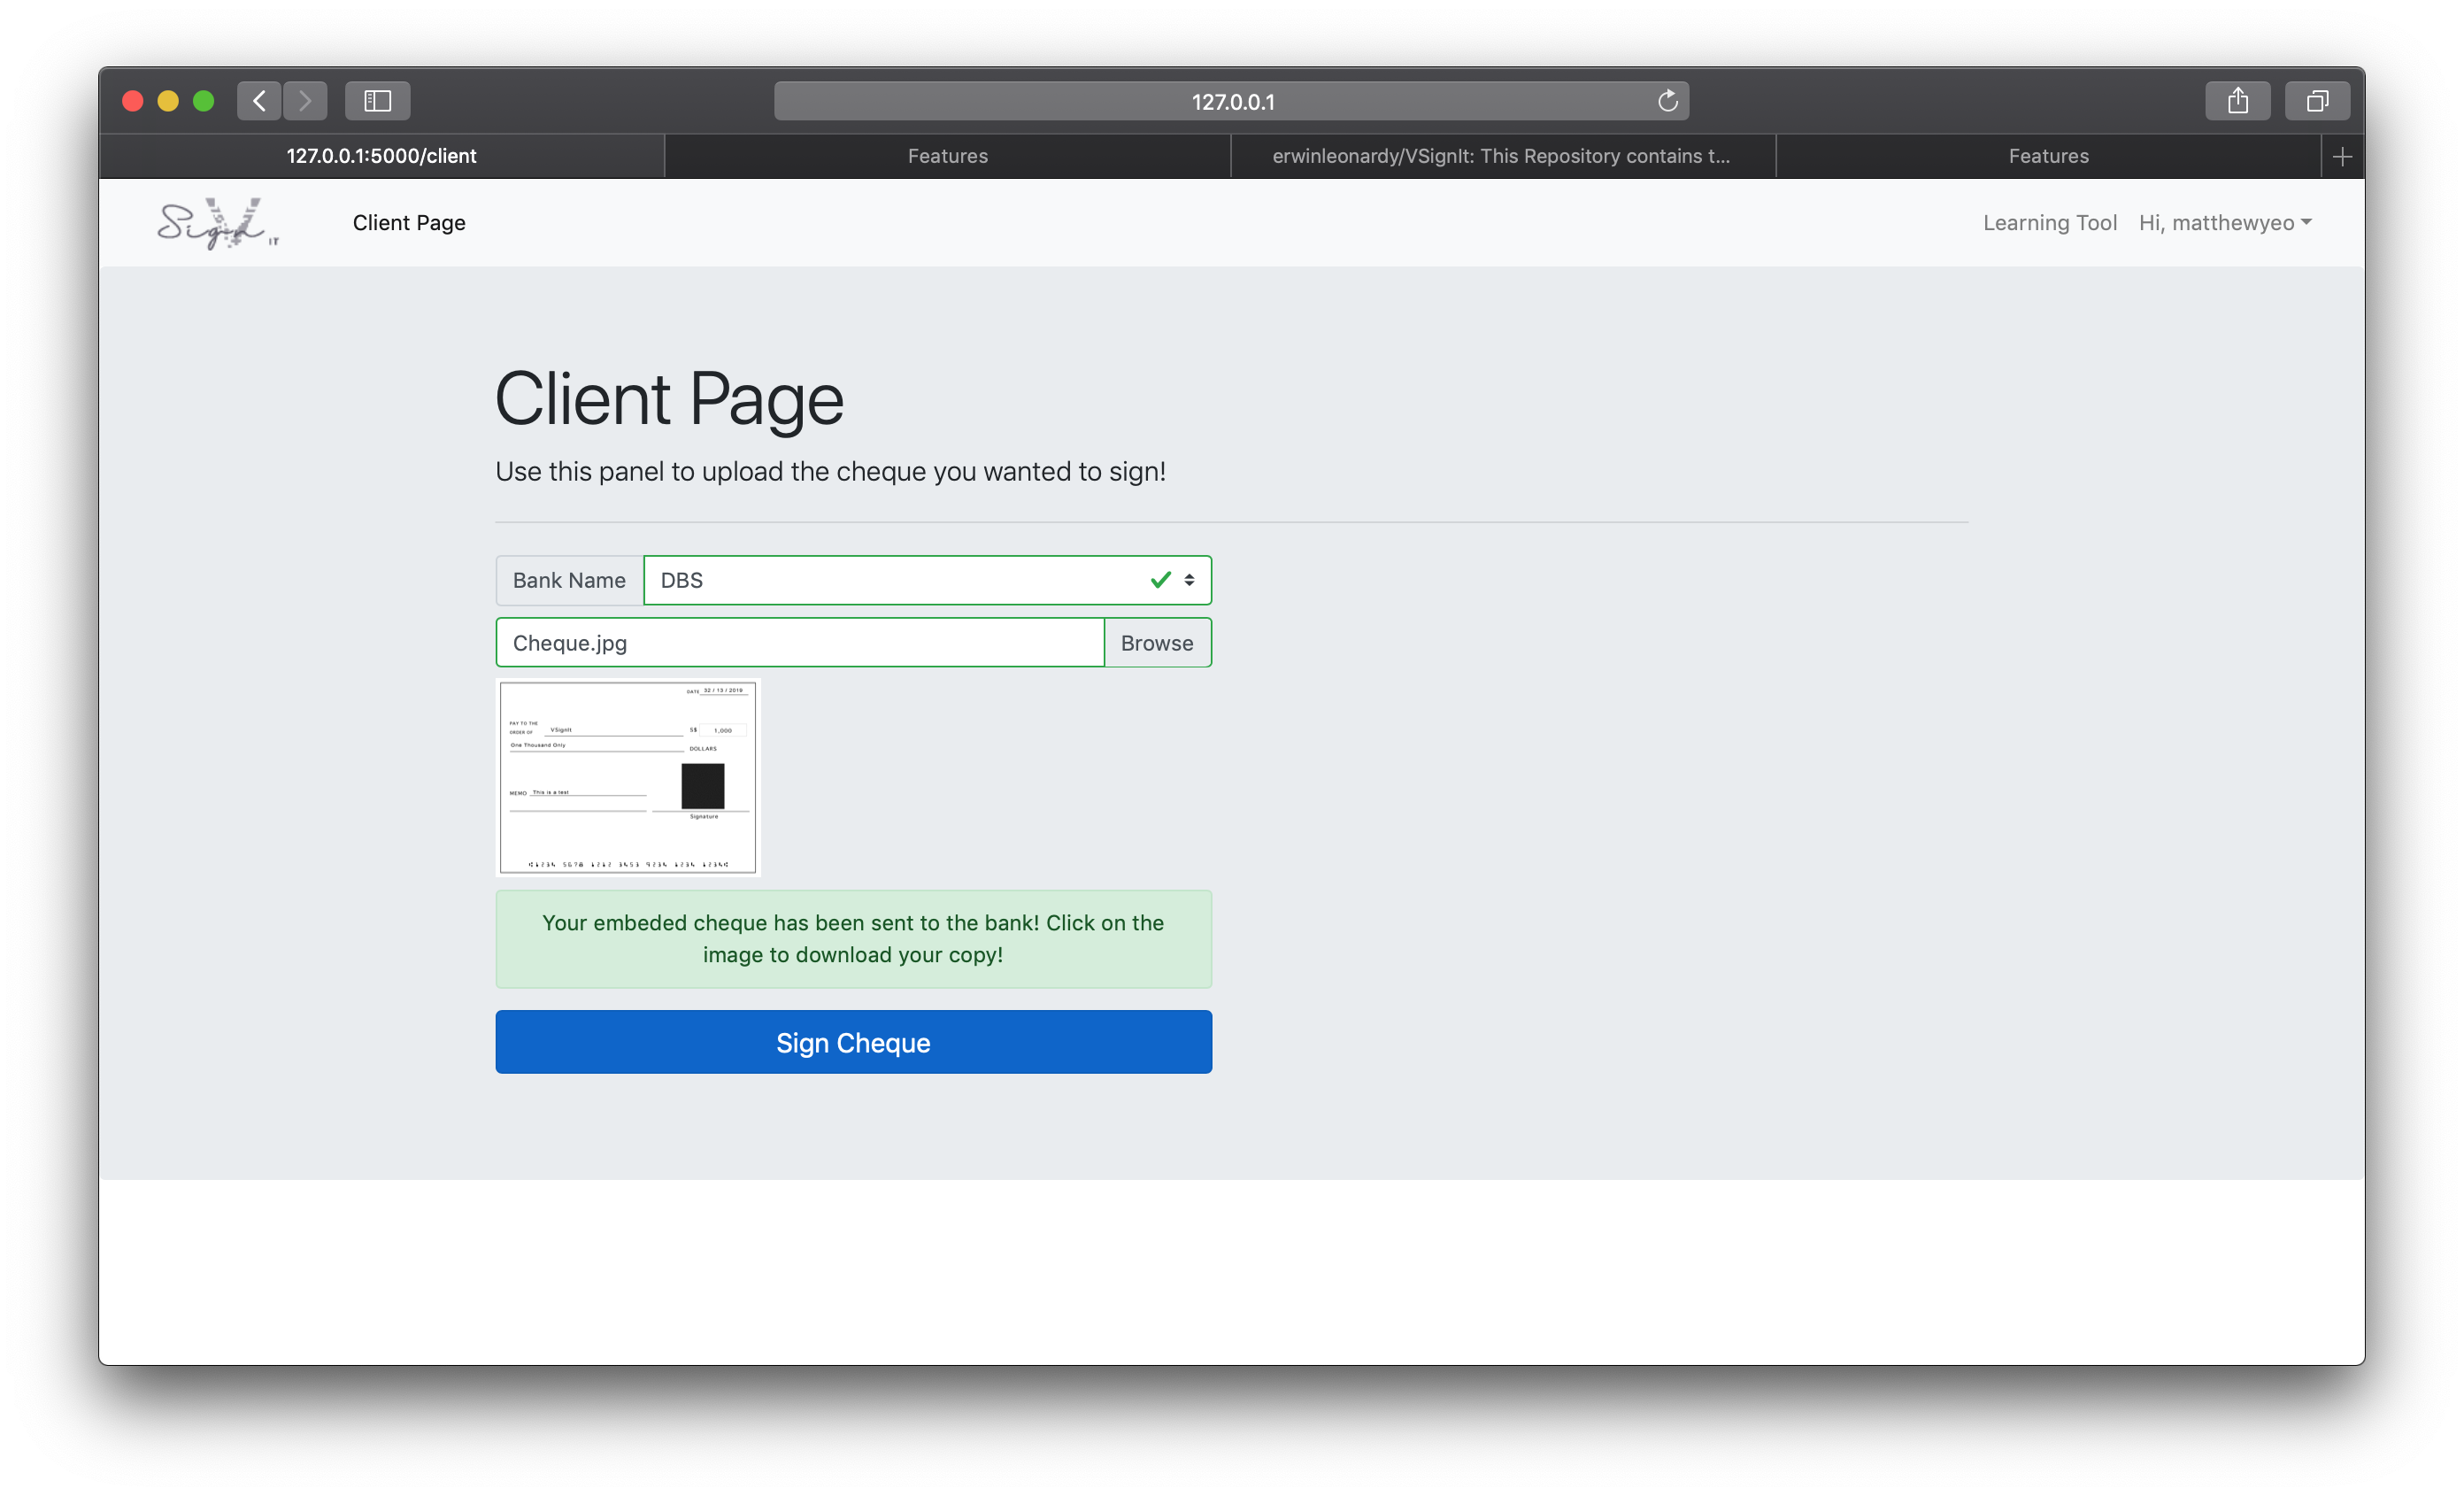 127.0.0.1
127.0.0.1:5000/client
Features
erwinleonardy/VSignIt: This Repository contains t...
Features
Sign V IT
Client Page
Learning Tool
Hi, matthewyeo
Client Page
Use this panel to upload the cheque you wanted to sign!
Bank Name
DBS
Cheque.jpg
Browse
DATE 32 / 13 / 2019
PAY TO THE
ORDER OF VSignIt
S$ 1,000
One Thousand Only
DOLLARS
MEMO This is a test
Signature
Your embeded cheque has been sent to the bank! Click on the
image to download your copy!
Sign Cheque